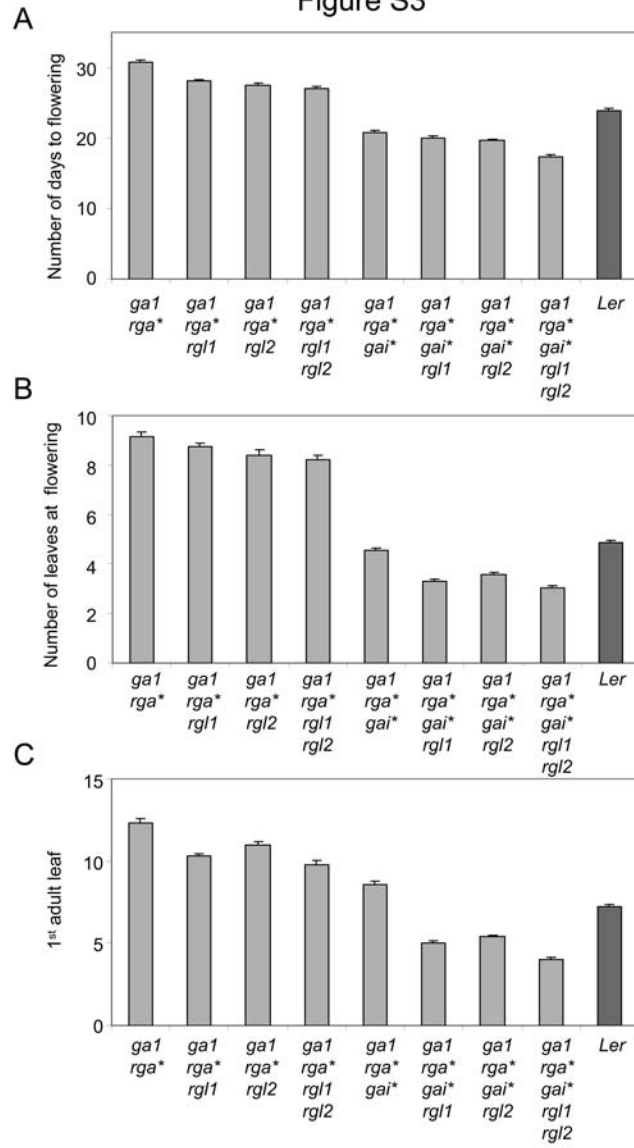 Figure S3
A
Number of days to flowering
30
20
10
0
ga1 ga1 ga1 ga1 ga1 ga1 ga1 ga1 Ler
rga* rga* rga* rga* rga* rga* rga* rga*
rgl1 rgl2 rgl1 gai* gai* gai* gai*
rgl2 rgl1 rgl2 rgl1
rgl2
B
Number of leaves at flowering
10
8
6
4
2
0
ga1 ga1 ga1 ga1 ga1 ga1 ga1 ga1 Ler
rga* rga* rga* rga* rga* rga* rga* rga*
rgl1 rgl2 rgl1 gai* gai* gai* gai*
rgl2 rgl1 rgl2 rgl1
rgl2
C
1st adult leaf
15
10
5
0
ga1 ga1 ga1 ga1 ga1 ga1 ga1 ga1 Ler
rga* rga* rga* rga* rga* rga* rga* rga*
rgl1 rgl2 rgl1 gai* gai* gai* gai*
rgl2 rgl1 rgl2 rgl1
rgl2